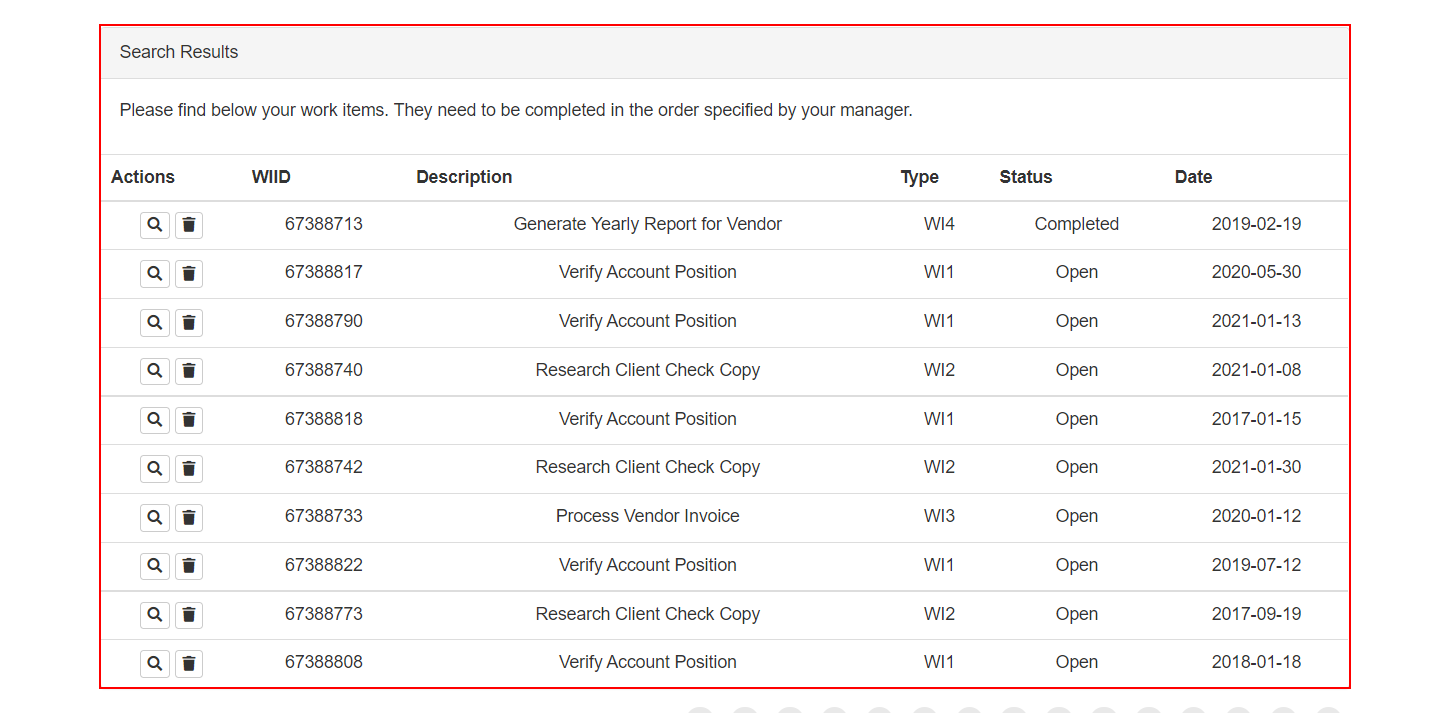 Search Results
Please find below your work items. They need to be completed in the order specified by your manager.
Actions WIID Description Type Status Date
67388713 Generate Yearly Report for Vendor WI4 Completed 2019-02-19
67388817 Verify Account Position WI1 Open 2020-05-30
67388790 Verify Account Position WI1 Open 2021-01-13
67388740 Research Client Check Copy WI2 Open 2021-01-08
67388818 Verify Account Position WI1 Open 2017-01-15
67388742 Research Client Check Copy WI2 Open 2021-01-30
67388733 Process Vendor Invoice WI3 Open 2020-01-12
67388822 Verify Account Position WI1 Open 2019-07-12
67388773 Research Client Check Copy WI2 Open 2017-09-19
67388808 Verify Account Position WI1 Open 2018-01-18